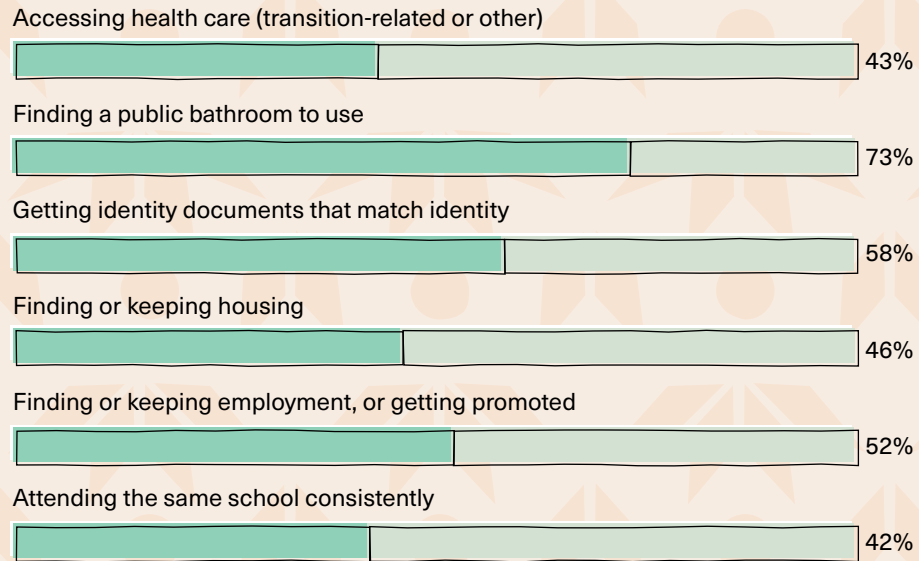 Accessing health care (transition-related or other)
43%
Finding a public bathroom to use
73%
Getting identity documents that match identity
58%
Finding or keeping housing
46%
Finding or keeping employment, or getting promoted
52%
Attending the same school consistently
42%